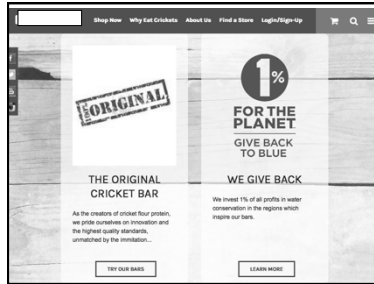 Shop Now Why Eat Crickets About Us Find a Store Login/Sign-Up
ORIGINAL
1%
FOR THE
PLANET
GIVE BACK
TO BLUE
THE ORIGINAL
CRICKET BAR
As the creators of cricket flour protein,
we pride ourselves on innovation and
the highest quality standards,
unmatched by the immitation...
TRY OUR BARS
WE GIVE BACK
We invest 1% of all profits in water
conservation in the regions which
inspire our bars.
LEARN MORE